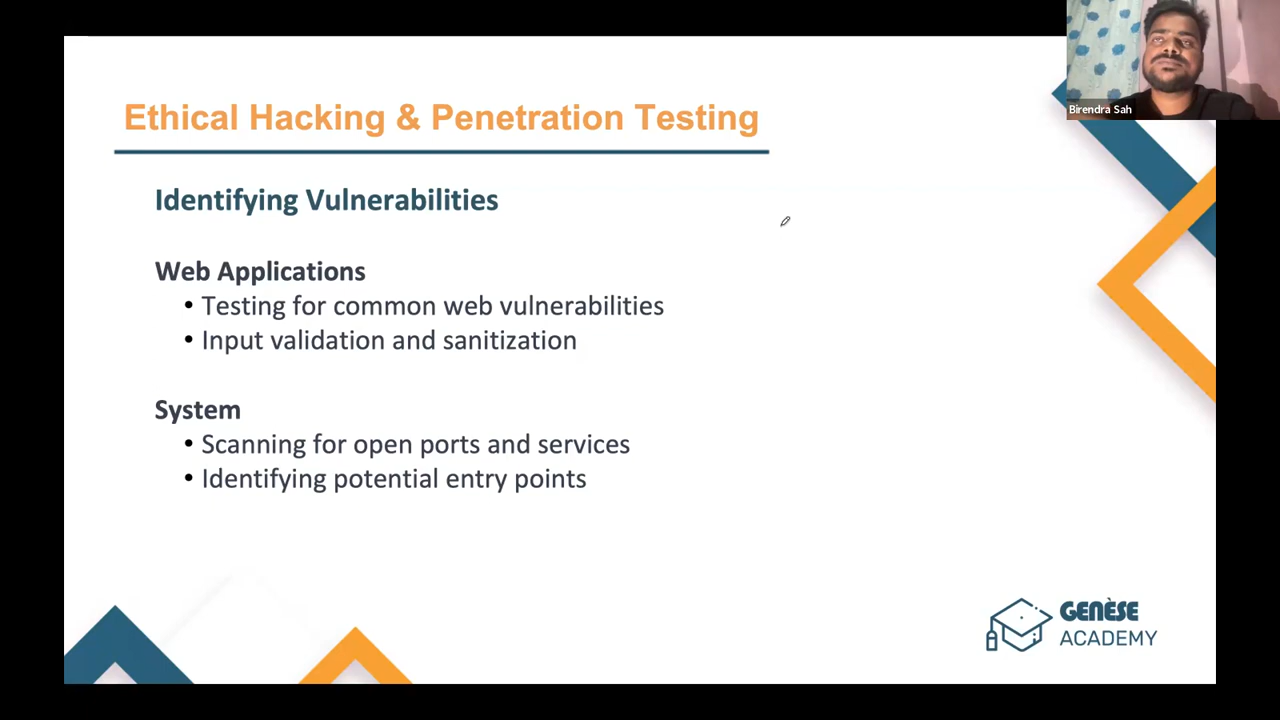 Birendra Sah
Ethical Hacking & Penetration Testing
Identifying Vulnerabilities
Web Applications
• Testing for common web vulnerabilities
• Input validation and sanitization
System
• Scanning for open ports and services
• Identifying potential entry points
GENÈSE
ACADEMY